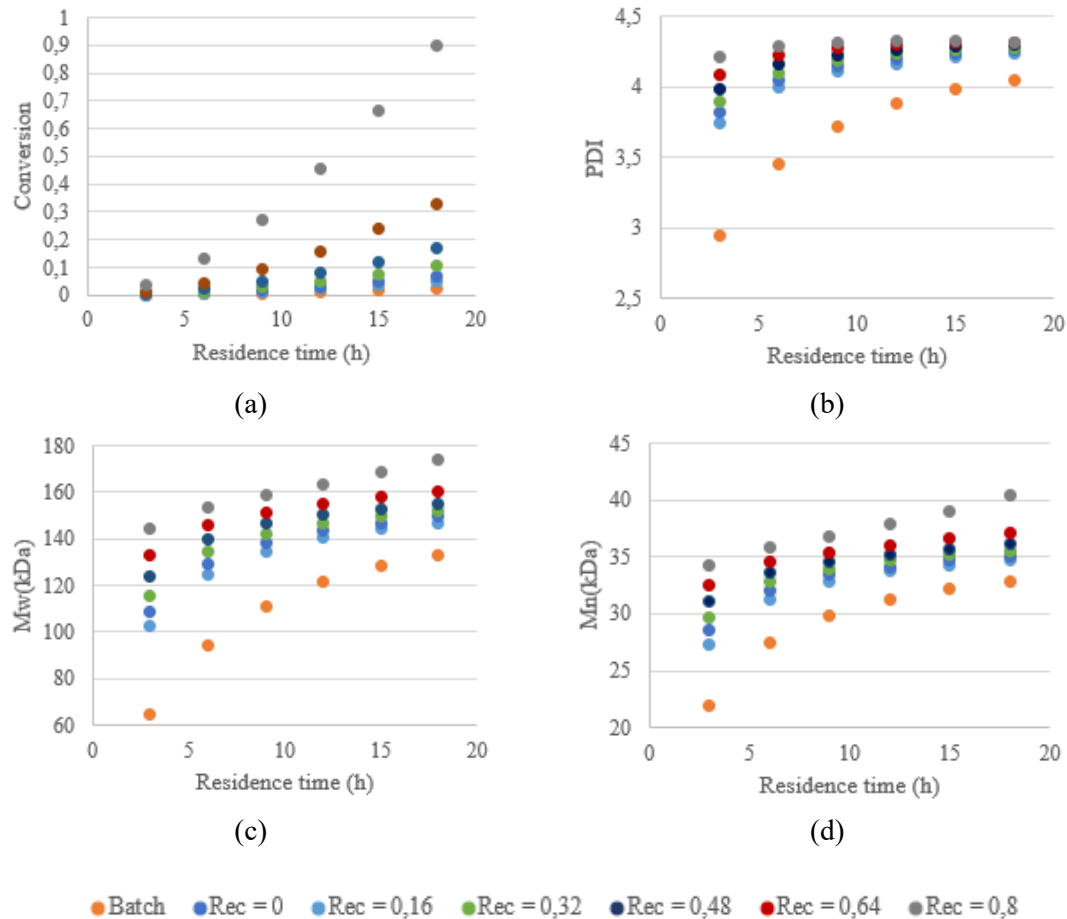 1
0,9
0,8
0,7
0,6
0,5
0,4
0,3
0,2
0,1
0
Conversion
0 5 10 15 20
Residence time (h)
(a)
4,5
4
3,5
3
2,5
PDI
0 5 10 15 20
Residence time (h)
(b)
180
160
140
120
100
80
60
Mw(kDa)
0 5 10 15 20
Residence time (h)
(c)
45
40
35
30
25
20
Mn(kDa)
0 5 10 15 20
Residence time (h)
(d)
Batch Rec = 0 Rec = 0,16 Rec = 0,32 Rec = 0,48 Rec = 0,64 Rec = 0,8